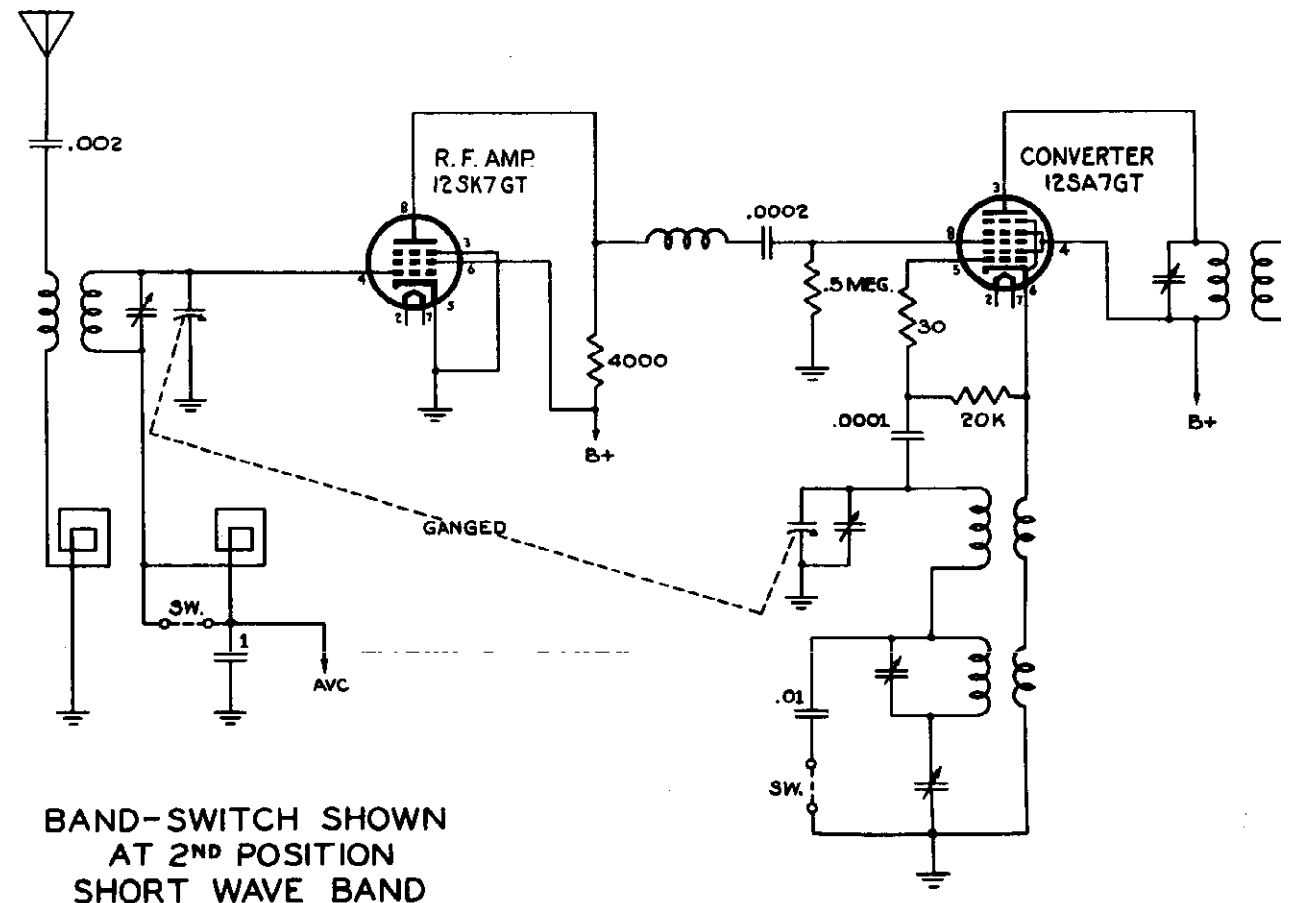 .002
R.F. AMP.
12SK7GT
8
3
6
4
5
2 7
.0002
CONVERTER
12SA7GT
3
8
4
5
6
2 7
.5 MEG.
30
4000
B+
20K
.0001
B+
GANGED
SW.
1
AVC
.01
SW.
BAND-SWITCH SHOWN
AT 2ND POSITION
SHORT WAVE BAND